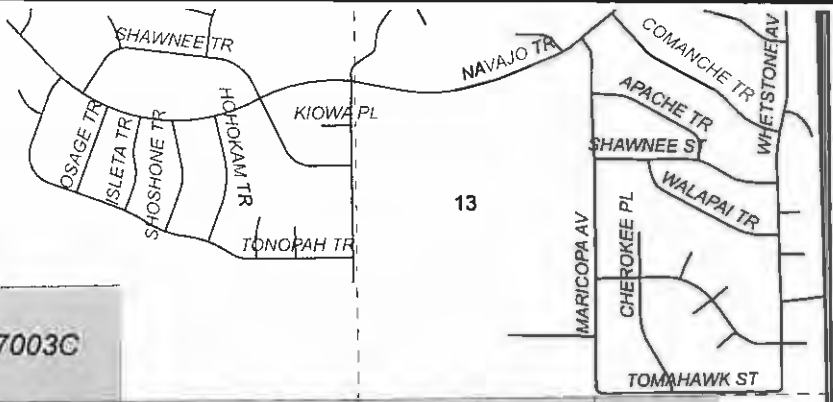 SHAWNEE TR
NAVAJO TR
COMANCHE TR
WHETSTONE AV
OSAGE TR
ISLETA TR
SHOSHONE TR
HOHOKAM TR
KIOWA PL
APACHE TR
SHAWNEE ST
WALAPAI TR
13
TONOPAH TR
MARICOPA AV
CHEROKEE PL
7003C
TOMAHAWK ST